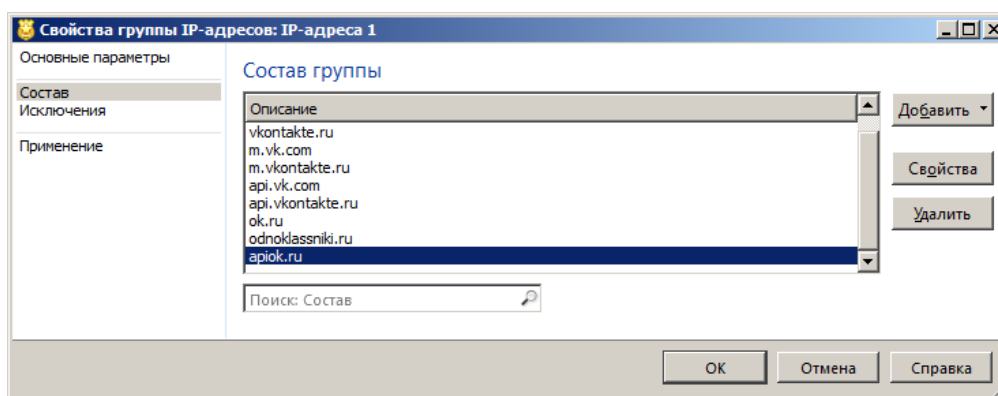 Свойства группы IP-адресов: IP-адреса 1
Основные параметры
Состав
Исключения
Применение
Состав группы
Описание
vkontakte.ru
m.vk.com
m.vkontakte.ru
api.vk.com
api.vkontakte.ru
ok.ru
odnoklassniki.ru
apiok.ru
Поиск: Состав
Добавить
Свойства
Удалить
ОК
Отмена
Справка